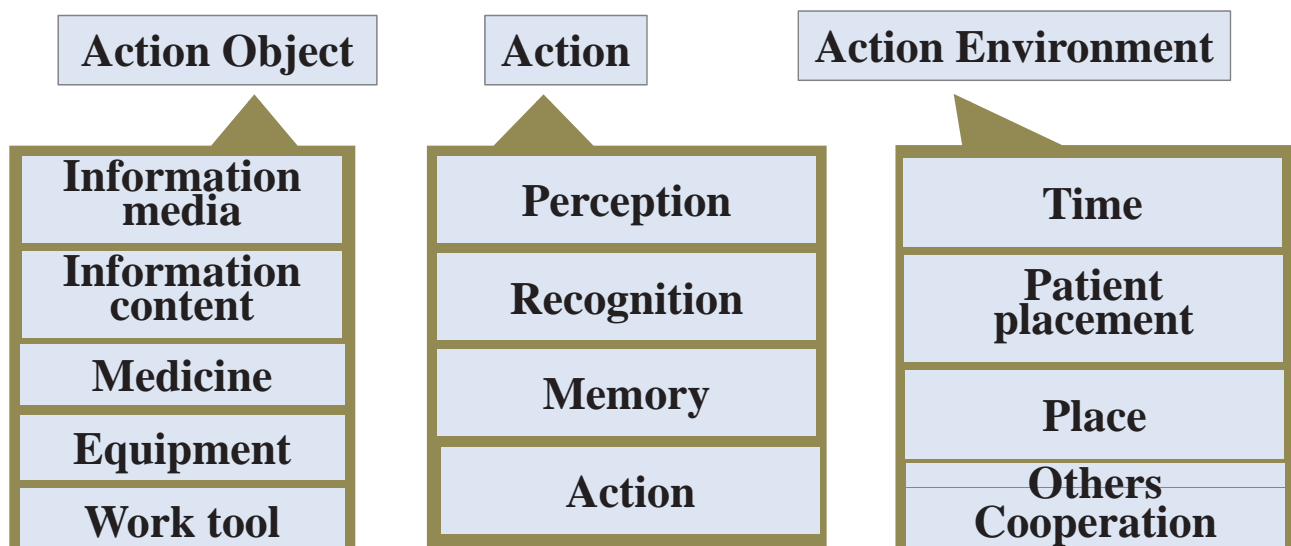 Action Object
Action
Action Environment
Information
media
Information
content
Medicine
Equipment
Work tool
Perception
Recognition
Memory
Action
Time
Patient
placement
Place
Others
Cooperation